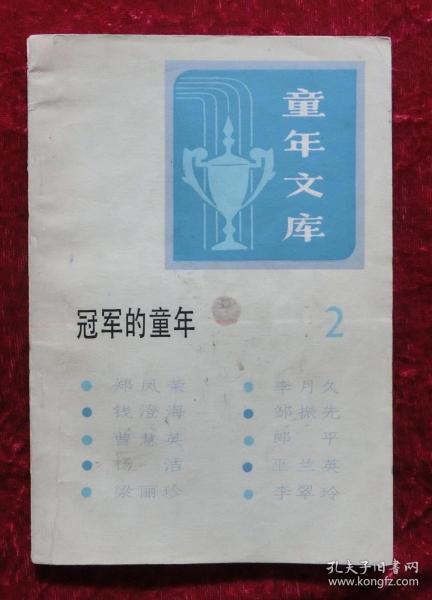 童年文库
冠军的童年
2
郑凤荣
钱澄海
曹慧英
杨洁
梁丽珍
李月久
邹振先
郎平
巫兰英
李翠玲
孔夫子旧书网
www.kongfz.com